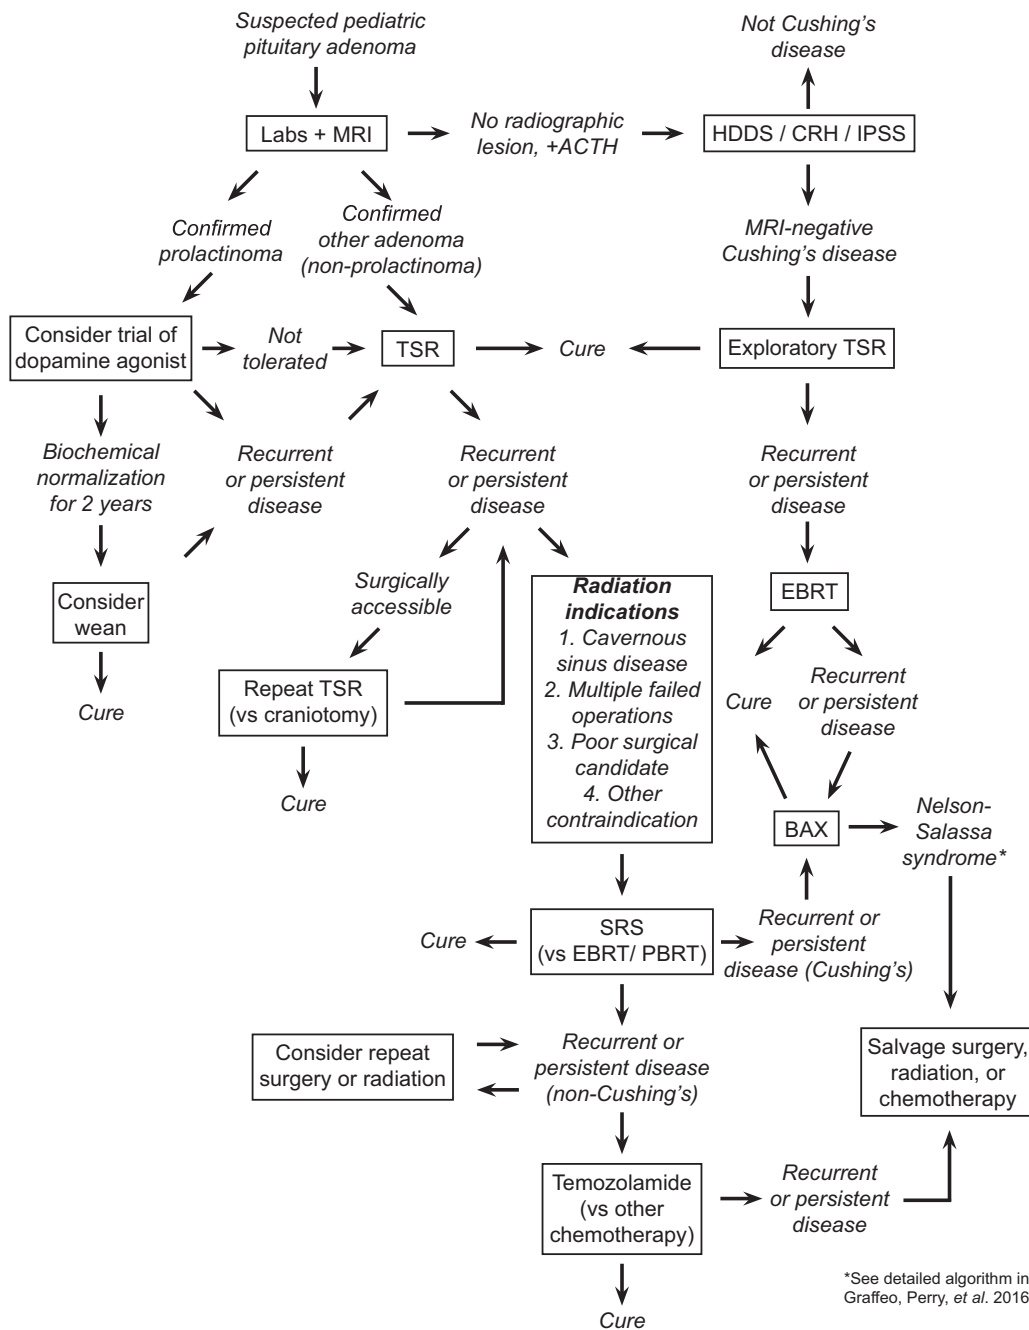 Suspected pediatric
pituitary adenoma
Not Cushing's
disease
Labs + MRI
No radiographic
lesion, +ACTH
HDDS / CRH / IPSS
Confirmed
prolactinoma
Confirmed
other adenoma
(non-prolactinoma)
MRI-negative
Cushing's disease
Consider trial of
dopamine agonist
Not
tolerated
TSR
Cure
Exploratory TSR
Biochemical
normalization
for 2 years
Recurrent
or persistent
disease
Recurrent
or persistent
disease
Recurrent
or persistent
disease
Consider
wean
Cure
Surgically
accessible
Repeat TSR
(vs craniotomy)
Cure
Radiation
indications
1. Cavernous
sinus disease
2. Multiple failed
operations
3. Poor surgical
candidate
4. Other
contraindication
EBRT
Cure
Recurrent
or persistent
disease
BAX
Nelson-
Salassa
syndrome*
Cure
SRS
(vs EBRT/ PBRT)
Recurrent or
persistent
disease (Cushing's)
Consider repeat
surgery or radiation
Recurrent or
persistent disease
(non-Cushing's)
Salvage surgery,
radiation, or
chemotherapy
Temozolamide
(vs other
chemotherapy)
Recurrent
or persistent
disease
Cure
*See detailed algorithm in
Graffeo, Perry, et al. 2016